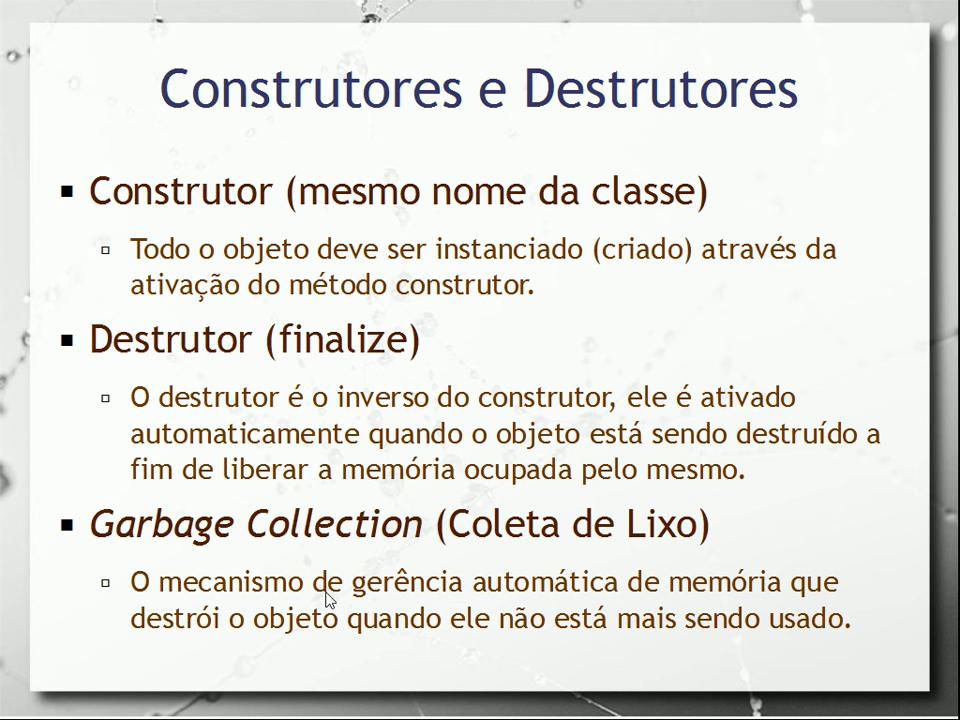 Construtores e Destrutores
Construtor (mesmo nome da classe)
Todo o objeto deve ser instanciado (criado) através da
ativação do método construtor.
Destrutor (finalize)
O destrutor é o inverso do construtor, ele é ativado
automaticamente quando o objeto está sendo destruído a
fim de liberar a memória ocupada pelo mesmo.
Garbage Collection (Coleta de Lixo)
O mecanismo de gerência automática de memória que
destrói o objeto quando ele não está mais sendo usado.